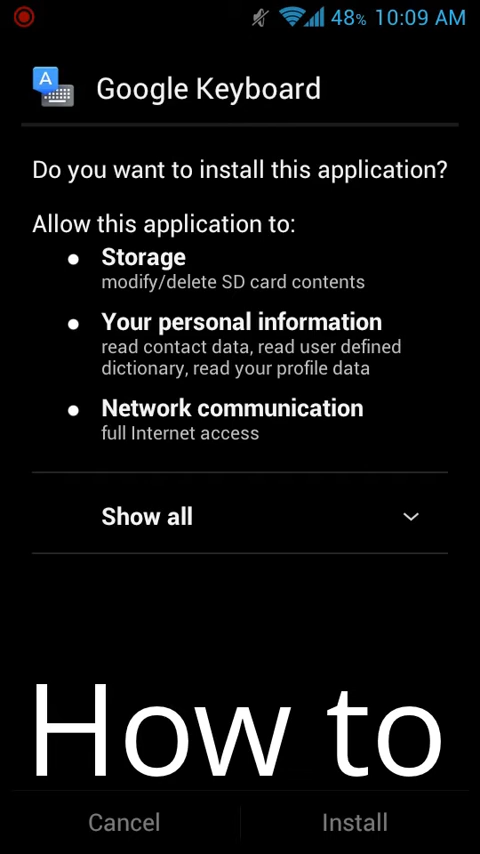 48% 10:09 AM
Google Keyboard
Do you want to install this application?
Allow this application to:
Storage
modify/delete SD card contents
Your personal information
read contact data, read user defined
dictionary, read your profile data
Network communication
full Internet access
Show all
How to
Cancel Install